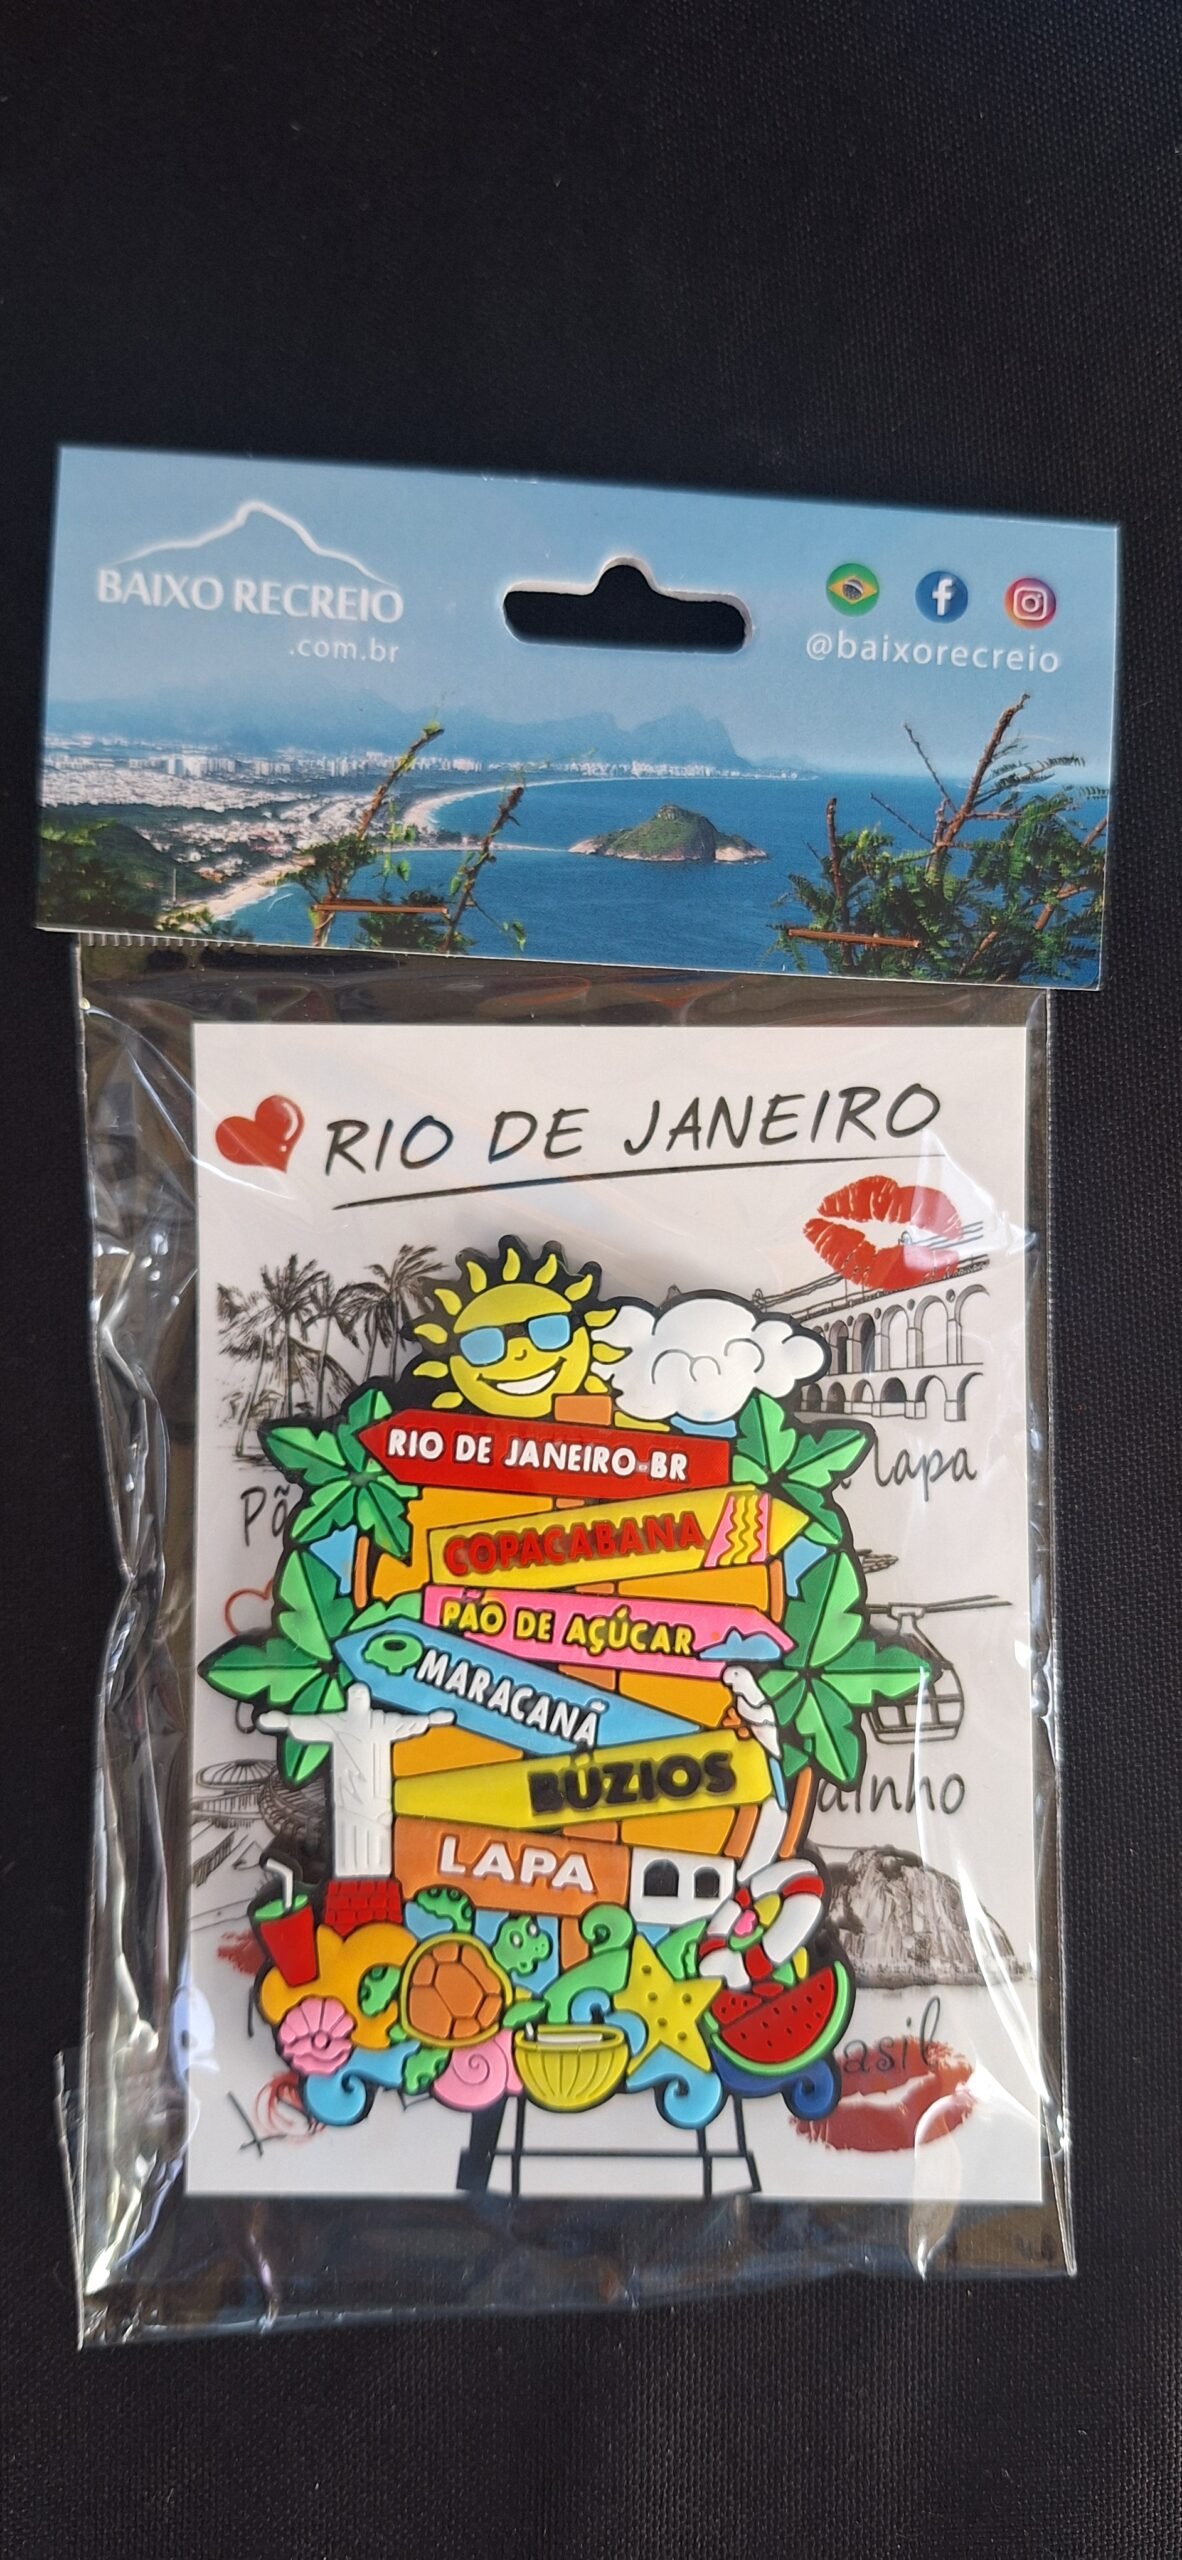 BAIXO RECREIO
.com.br
@baixorecreio
RIO DE JANEIRO
RIO DE JANEIRO-BR
COPACABANA
PÃO DE AÇÚCAR
MARACANÃ
BÚZIOS
LAPA
Lapa